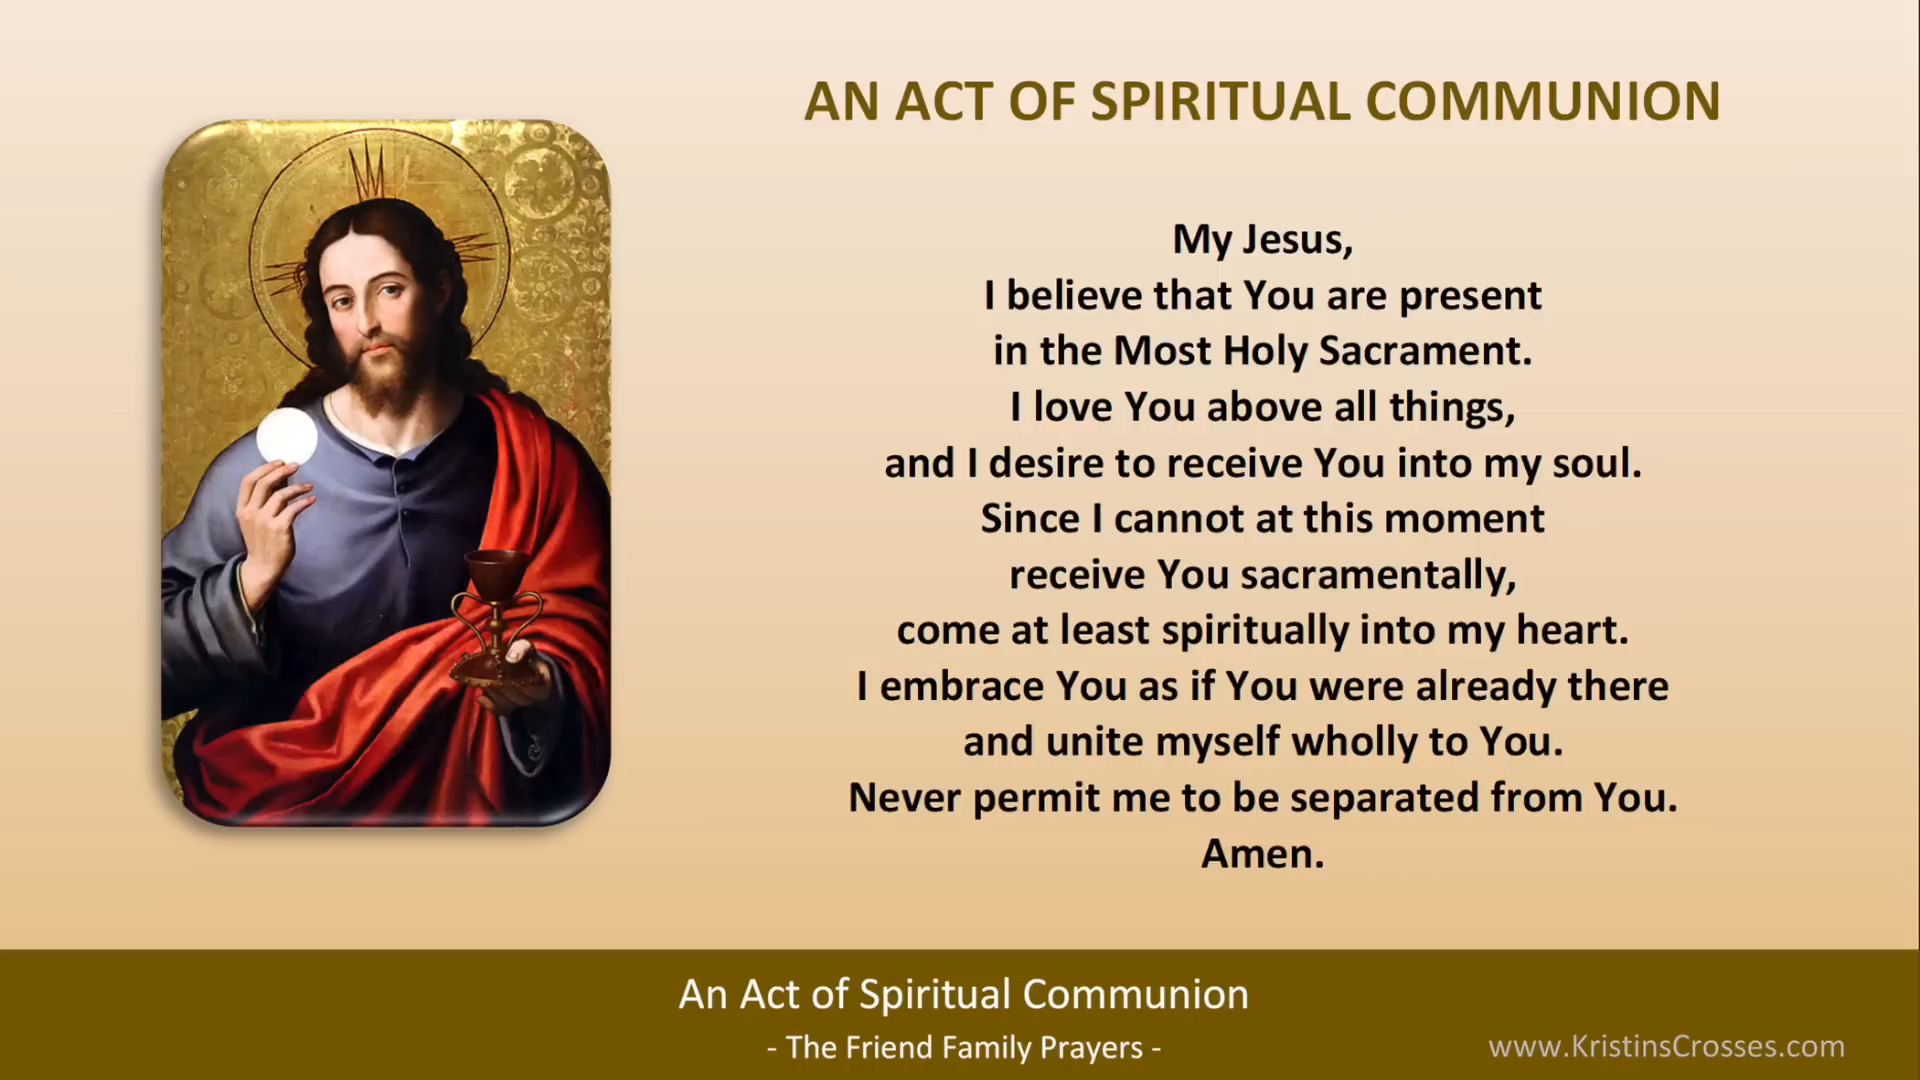 AN ACT OF SPIRITUAL COMMUNION
My Jesus,
I believe that You are present
in the Most Holy Sacrament.
I love You above all things,
and I desire to receive You into my soul.
Since I cannot at this moment
receive You sacramentally,
come at least spiritually into my heart.
I embrace You as if You were already there
and unite myself wholly to You.
Never permit me to be separated from You.
Amen.
An Act of Spiritual Communion
- The Friend Family Prayers -
www.KristinsCrosses.com